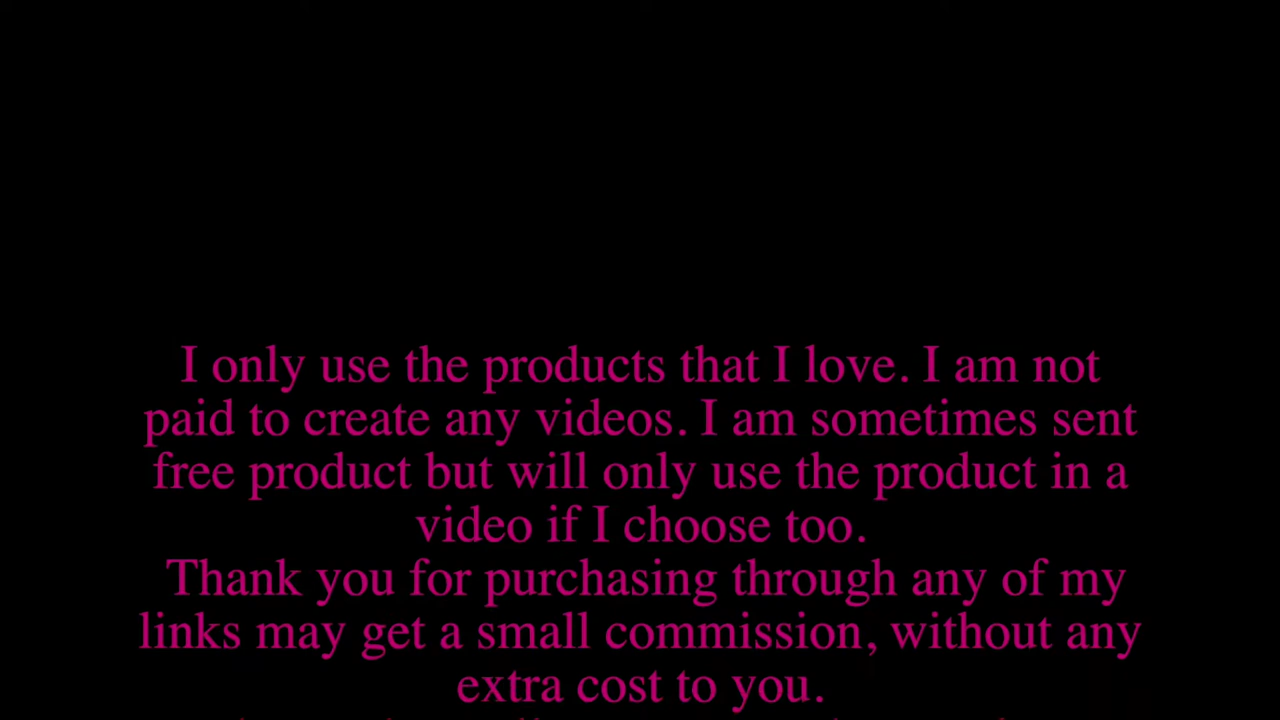 I only use the products that I love. I am not
paid to create any videos. I am sometimes sent
free product but will only use the product in a
video if I choose too.
Thank you for purchasing through any of my
links may get a small commission, without any
extra cost to you.